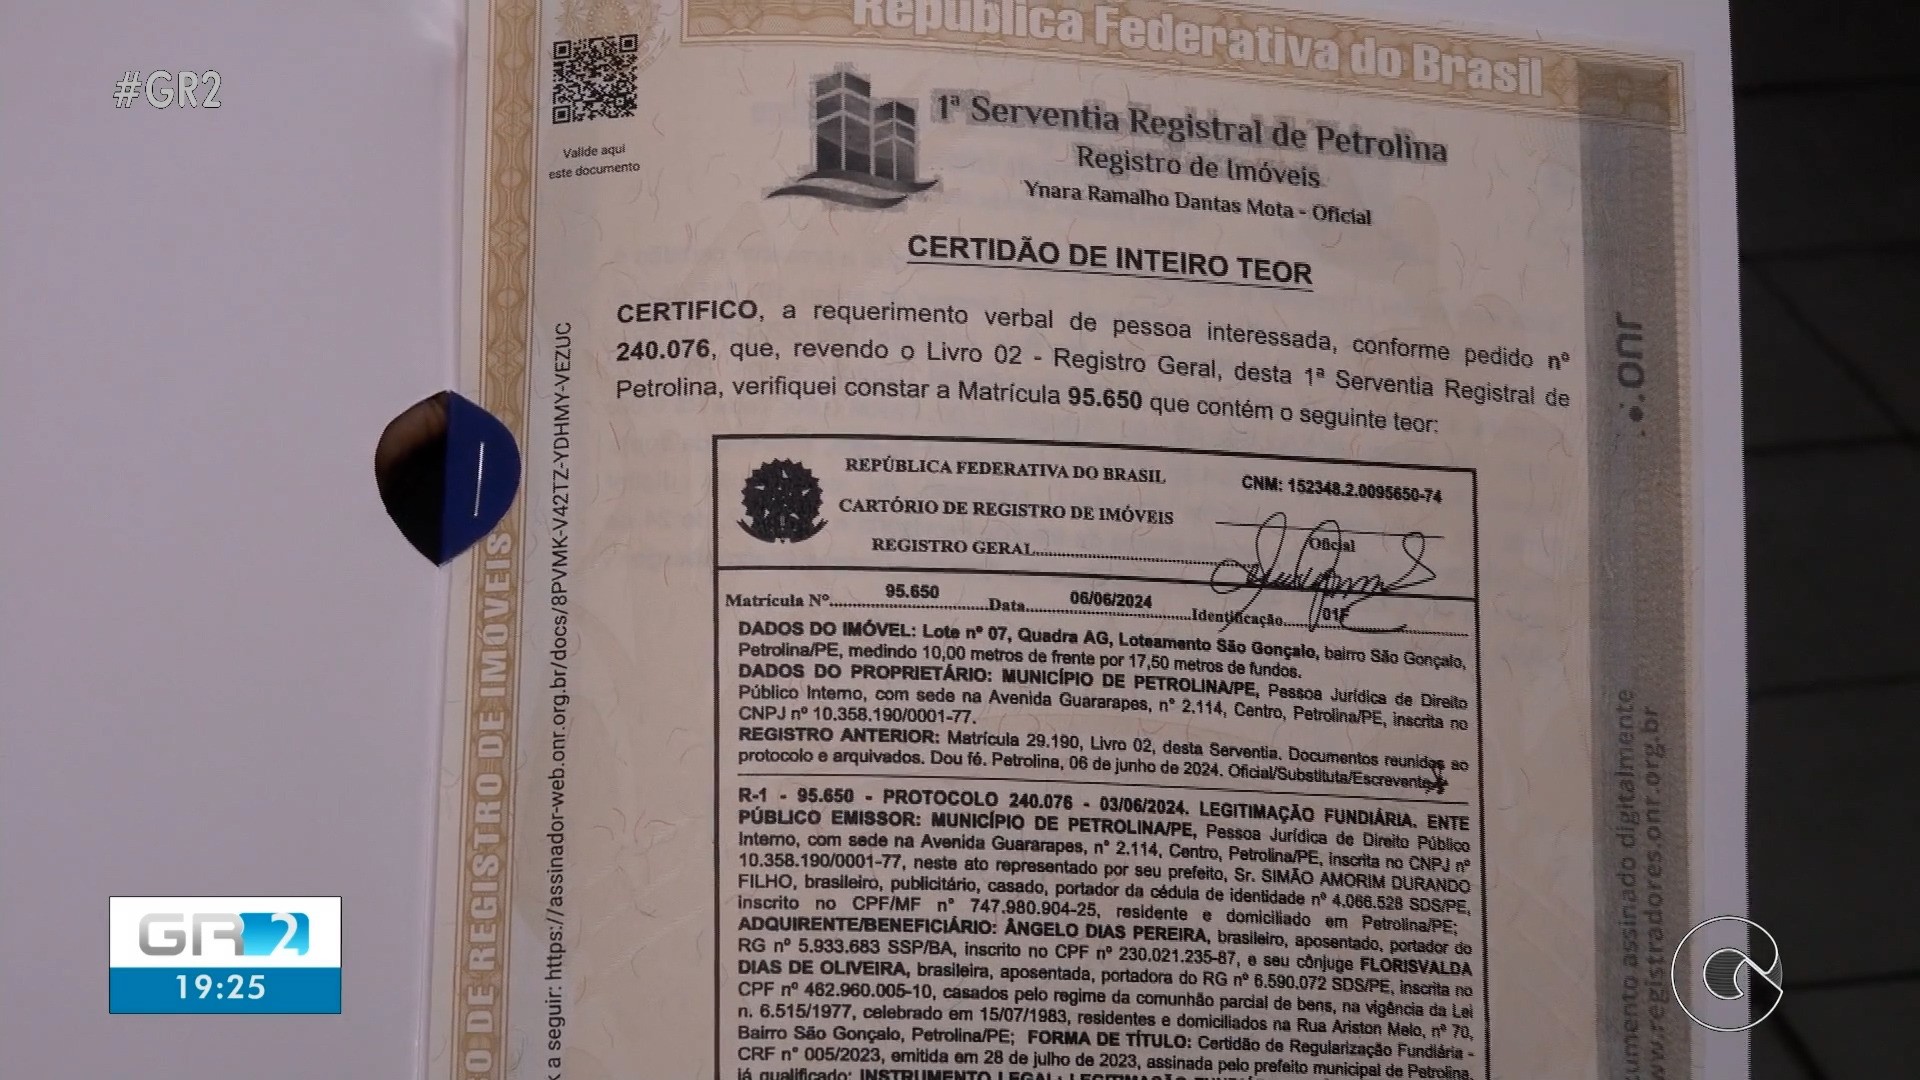 #GR2
República Federativa do Brasil
Valide aqui
este documento
1ª Serventia Registral de Petrolina
Registro de Imóveis
Ynara Ramalho Dantas Mota - Oficial
CERTIDÃO DE INTEIRO TEOR
CERTIFICO, a requerimento verbal de pessoa interessada, conforme pedido nº
240.076, que, revendo o Livro 02 - Registro Geral, desta 1ª Serventia Registral de
Petrolina, verifiquei constar a Matrícula 95.650 que contém o seguinte teor:
REPÚBLICA FEDERATIVA DO BRASIL
CNM: 152348.2.0095650-74
CARTÓRIO DE REGISTRO DE IMÓVEIS
Oficial
REGISTRO GERAL
Matrícula Nº 95.650 Data 06/06/2024 Identificação 01F
DADOS DO IMÓVEL: Lote nº 07, Quadra AG, Loteamento São Gonçalo, bairro São Gonçalo,
Petrolina/PE, medindo 10,00 metros de frente por 17,50 metros de fundos.
DADOS DO PROPRIETÁRIO: MUNICÍPIO DE PETROLINA/PE, Pessoa Jurídica de Direito
Público Interno, com sede na Avenida Guararapes, n° 2.114, Centro, Petrolina/PE, inscrita no
CNPJ nº 10.358.190/0001-77.
REGISTRO ANTERIOR: Matrícula 29.190, Livro 02, desta Serventia. Documentos reunidos ao
protocolo e arquivados. Dou fé. Petrolina, 06 de junho de 2024. Oficial/Substituta/Escrevente
R-1 - 95.650 - PROTOCOLO 240.076 - 03/06/2024. LEGITIMAÇÃO FUNDIÁRIA. ENTE
PÚBLICO EMISSOR: MUNICÍPIO DE PETROLINA/PE, Pessoa Jurídica de Direito Público
Interno, com sede na Avenida Guararapes, n° 2.114, Centro, Petrolina/PE, inscrita no CNPJ nº
10.358.190/0001-77, neste ato representado por seu prefeito, Sr. SIMÃO AMORIM DURANDO
FILHO, brasileiro, publicitário, casado, portador da cédula de identidade nº 4.066.528 SDS/PE,
inscrito no CPF/MF n° 747.980.904-25, residente e domiciliado em Petrolina/PE;
ADQUIRENTE/BENEFICIÁRIO: ÂNGELO DIAS PEREIRA, brasileiro, aposentado, portador do
RG nº 5.933.683 SSP/BA, inscrito no CPF nº 230.021.235-87, e seu cônjuge FLORISVALDA
DIAS DE OLIVEIRA, brasileira, aposentada, portadora do RG nº 6.590.072 SDS/PE, inscrita no
CPF nº 462.960.005-10, casados pelo regime da comunhão parcial de bens, na vigência da Lei
n. 6.515/1977, celebrado em 15/07/1983, residentes e domiciliados na Rua Ariston Melo, nº 70,
Bairro São Gonçalo, Petrolina/PE; FORMA DE TÍTULO: Certidão de Regularização Fundiária -
CRF n° 005/2023, emitida em 28 de julho de 2023, assinada pelo prefeito municipal de Petrolina,
já qualificado; INSTRUMENTO LEGAL:
O DE REGISTRO DE IMÓVEIS
k a seguir: https://assinador-web.onr.org.br/docs/8PVMK-V42TZ-YDHMY-VEZUC
.:onr
umento assinado digitalmente
www.registradores.onr.org.br
GR2
19:25